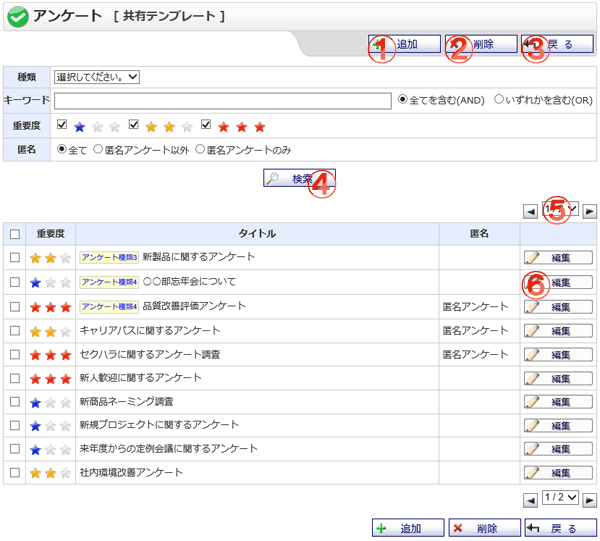 アンケート [ 共有テンプレート ]
① 追加 ② 削除 ③ 戻 る
種類 選択してください。
キーワード 全てを含む(AND) いずれかを含む(OR)
重要度
匿名 全て 匿名アンケート以外 匿名アンケートのみ
検索 ④
⑤
重要度 タイトル 匿名
アンケート種類3 新製品に関するアンケート 編集
アンケート種類4 〇〇部忘年会について ⑥ 編集
アンケート種類4 品質改善評価アンケート 匿名アンケート 編集
キャリアパスに関するアンケート 匿名アンケート 編集
セクハラに関するアンケート調査 匿名アンケート 編集
新人歓迎に関するアンケート 編集
新商品ネーミング調査 編集
新規プロジェクトに関するアンケート 編集
来年度からの定例会議に関するアンケート 編集
社内環境改善アンケート 編集
1 / 2
追加 削除 戻 る